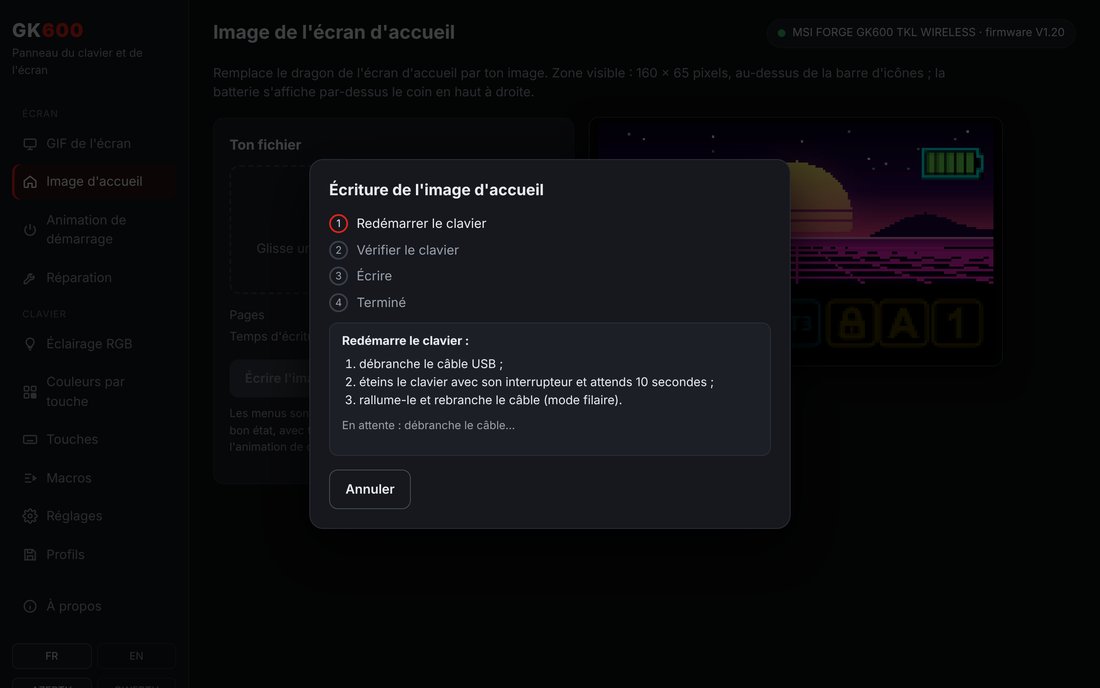 GK600
Panneau du clavier et de
l'écran
ÉCRAN
GIF de l'écran
Image d'accueil
Animation de
démarrage
Réparation
CLAVIER
Éclairage RGB
Couleurs par
touche
Touches
Macros
Réglages
Profils
À propos
FR
EN
Image de l'écran d'accueil
MSI FORGE GK600 TKL WIRELESS · firmware V1.20
Remplace le dragon de l'écran d'accueil par ton image. Zone visible : 160 × 65 pixels, au-dessus de la barre d'icônes ; la
batterie s'affiche par-dessus le coin en haut à droite.
Ton fichier
Glisse
Pages
Temps
Écrire
Les menus
bon état, avec
l'animation de
A
1
Écriture de l'image d'accueil
1 Redémarrer le clavier
2 Vérifier le clavier
3 Écrire
4 Terminé
Redémarre le clavier :
1. débranche le câble USB ;
2. éteins le clavier avec son interrupteur et attends 10 secondes ;
3. rallume-le et rebranche le câble (mode filaire).
En attente : débranche le câble...
Annuler